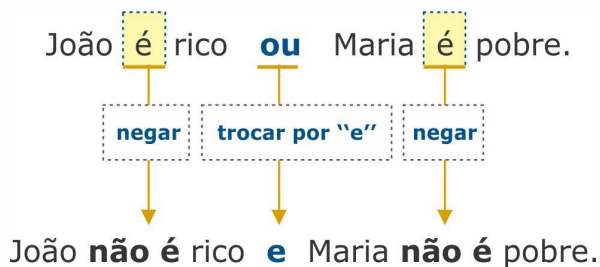 João é rico ou Maria é pobre.
negar trocar por “e” negar
João não é rico e Maria não é pobre.